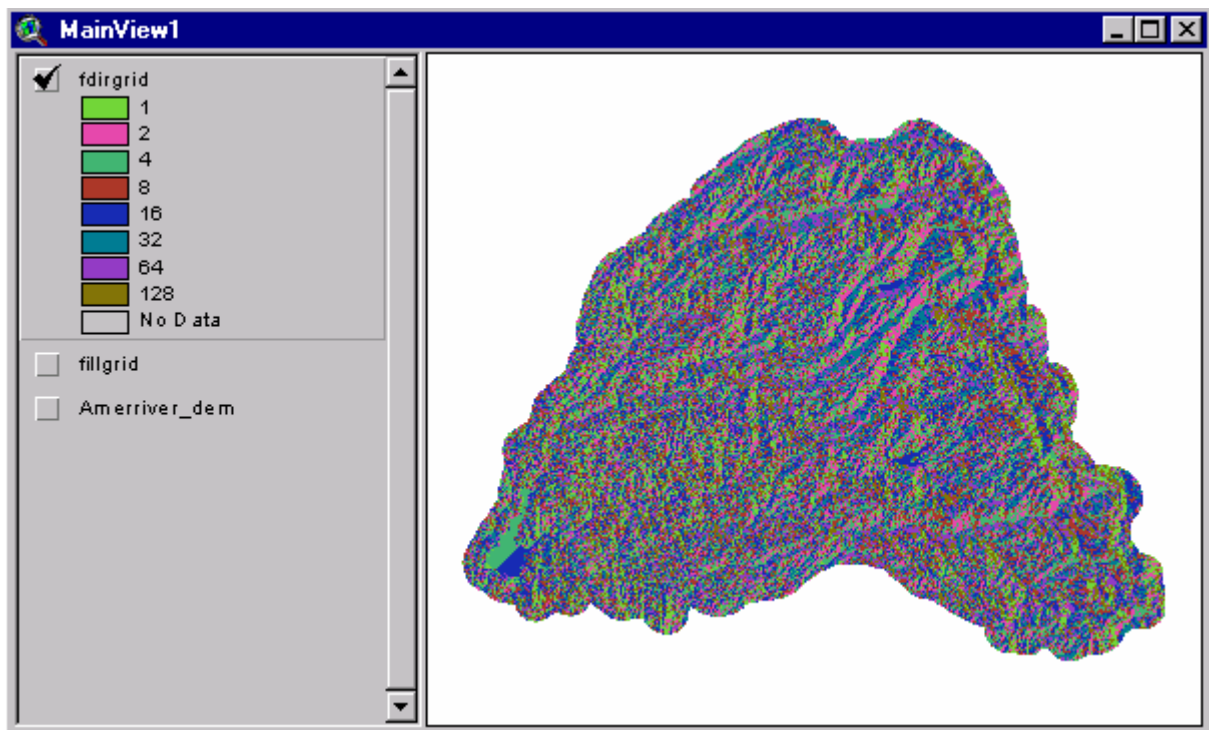 MainView1
fdirgrid
1
2
4
8
16
32
64
128
No Data
fillgrid
Amerriver_dem